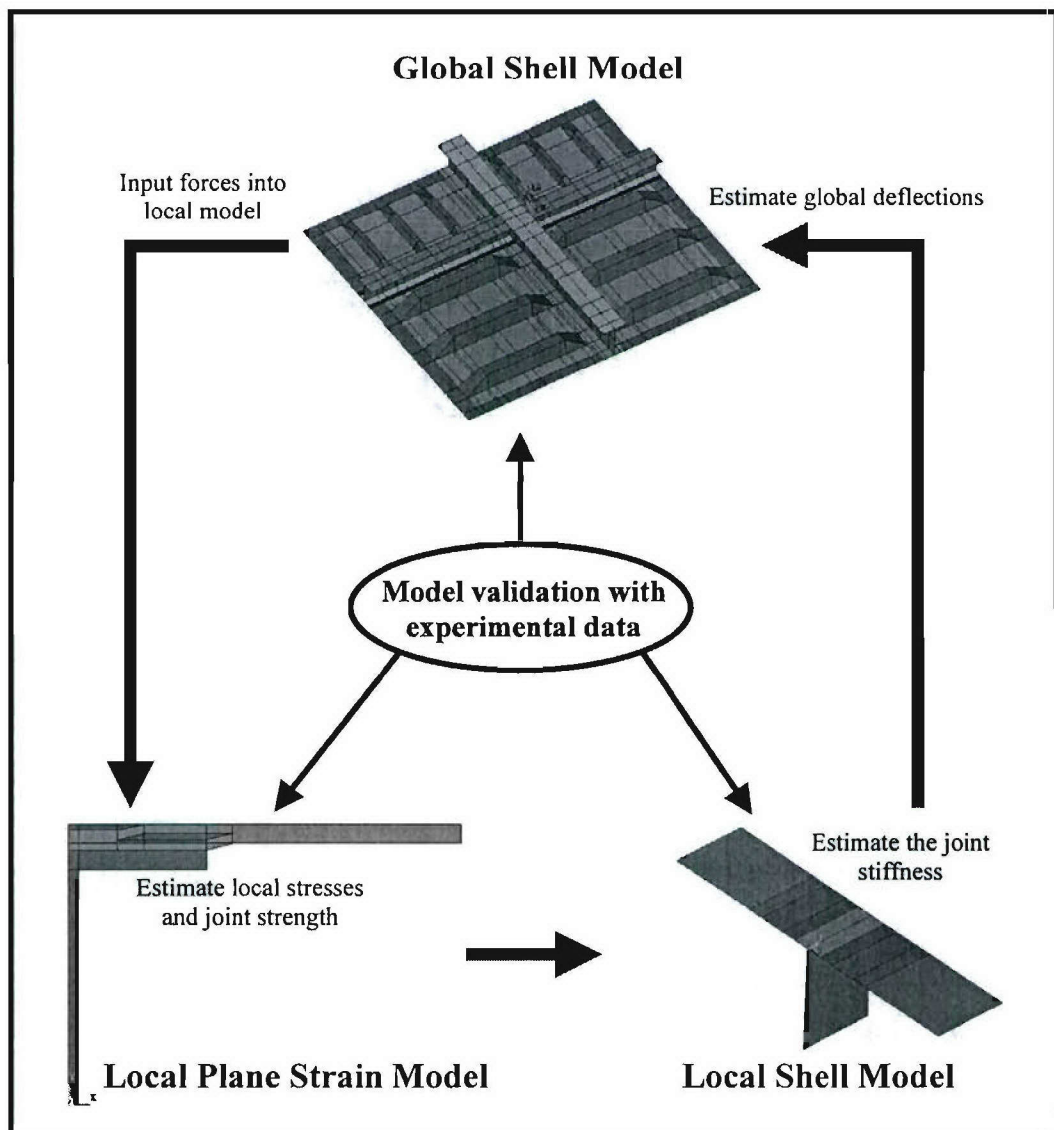 Global Shell Model
Input forces into
local model
Estimate global deflections
Model validation with
experimental data
Estimate local stresses
and joint strength
Estimate the joint
stiffness
Local Plane Strain Model
Local Shell Model
x